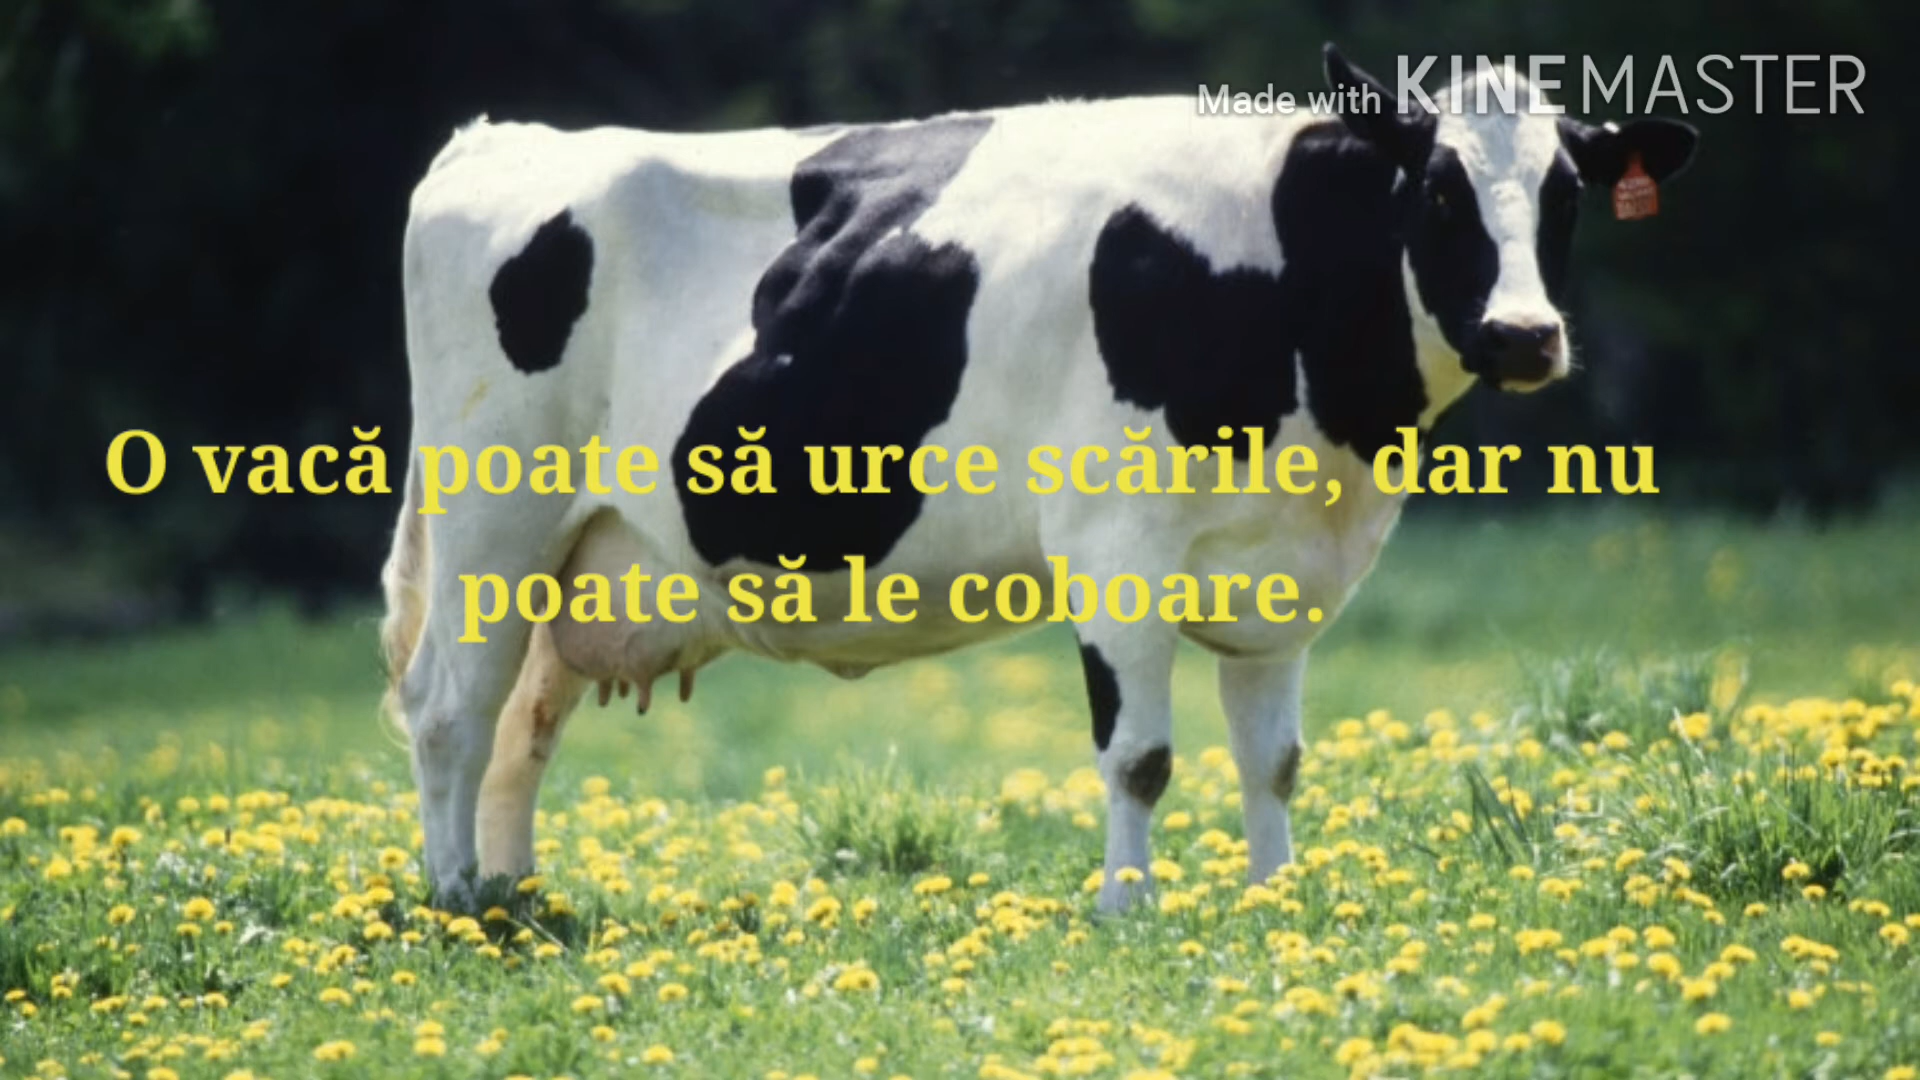 Made with KINEMASTER
O vacă poate să urce scările, dar nu
poate să le coboare.